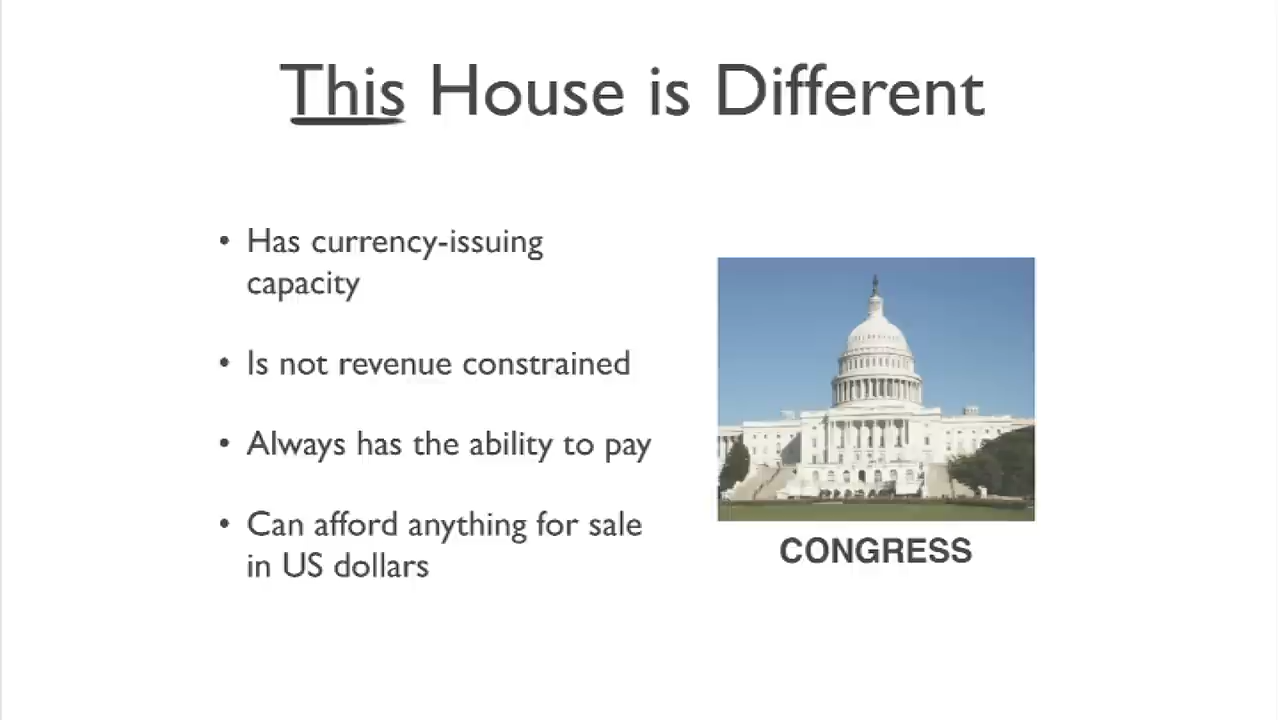 This House is Different
• Has currency-issuing
capacity
• Is not revenue constrained
• Always has the ability to pay
• Can afford anything for sale
in US dollars
CONGRESS